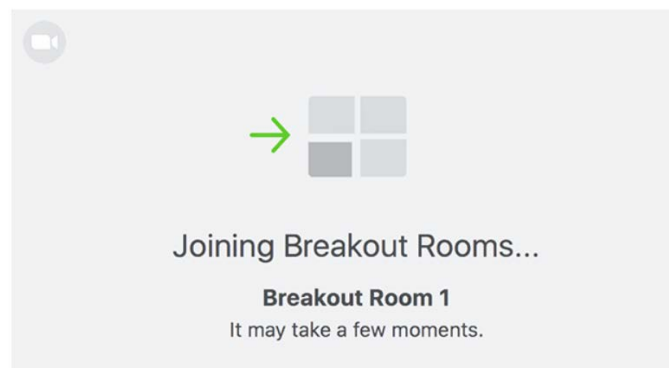 Joining Breakout Rooms...
Breakout Room 1
It may take a few moments.